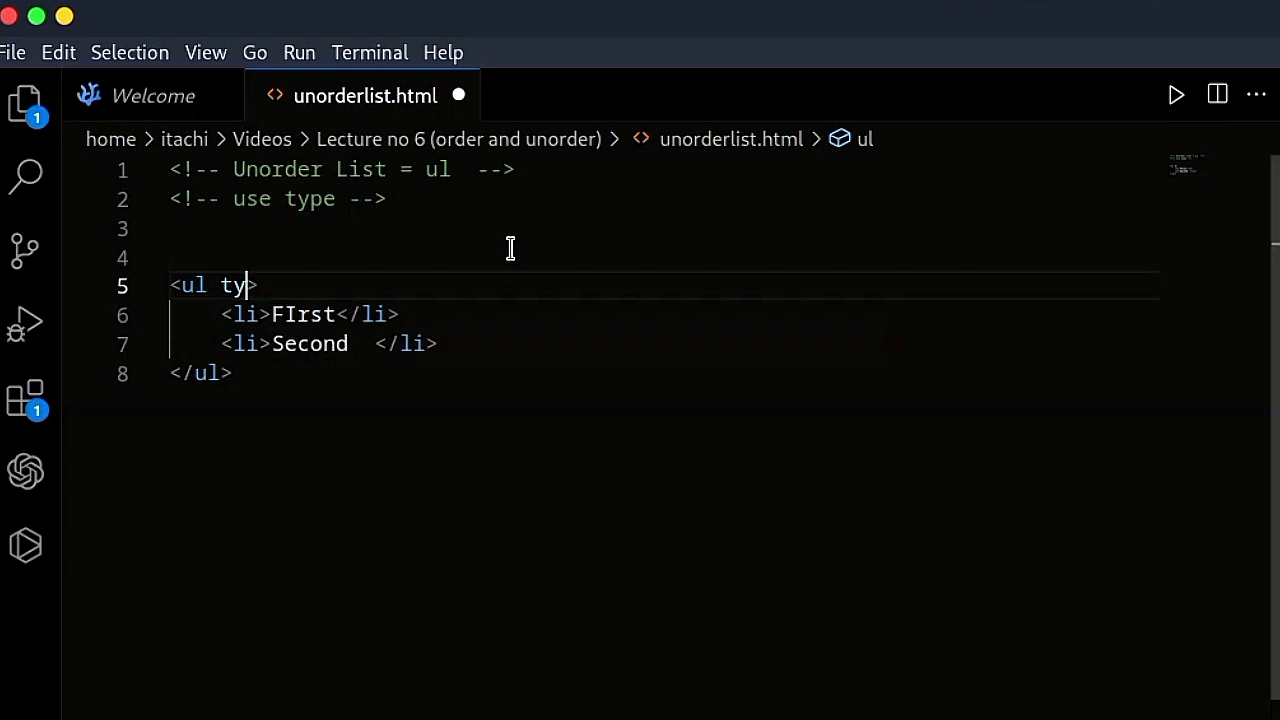 File Edit Selection View Go Run Terminal Help
Welcome unorderlist.html
home > itachi > Videos > Lecture no 6 (order and unorder) > unorderlist.html > ul
1 <!-- Unorder List = ul  -->
2 <!-- use type -->
3
4
5 <ul ty>
6     <li>FIrst</li>
7     <li>Second  </li>
8 </ul>
1
1